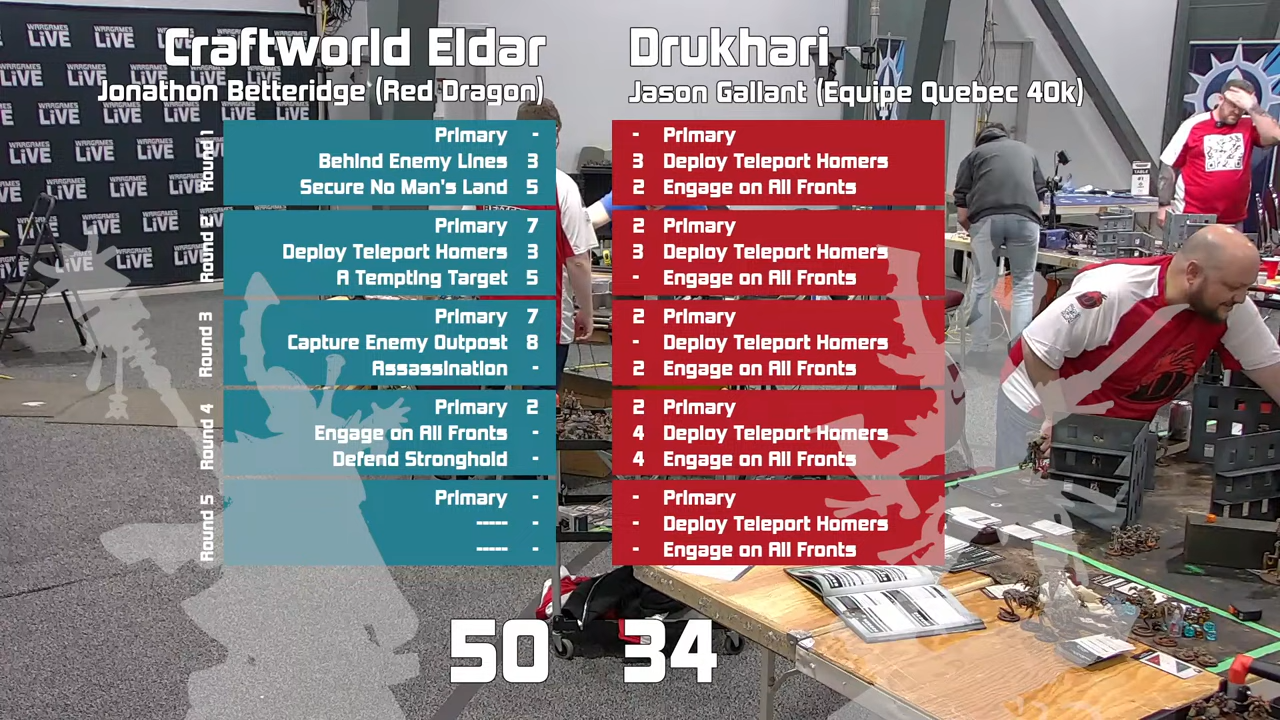 Craftworld Eldar
Jonathon Betteridge (Red Dragon)
Drukhari
Jason Gallant (Equipe Quebec 40k)
Round 1
Primary -
Behind Enemy Lines 3
Secure No Man's Land 5
- Primary
3 Deploy Teleport Homers
2 Engage on All Fronts
Round 2
Primary 7
Deploy Teleport Homers 3
A Tempting Target 5
2 Primary
3 Deploy Teleport Homers
- Engage on All Fronts
Round 3
Primary 7
Capture Enemy Outpost 8
Assassination -
2 Primary
- Deploy Teleport Homers
2 Engage on All Fronts
Round 4
Primary 2
Engage on All Fronts -
Defend Stronghold -
2 Primary
4 Deploy Teleport Homers
4 Engage on All Fronts
Round 5
Primary -
----- -
----- -
- Primary
- Deploy Teleport Homers
- Engage on All Fronts
50
34
WARGAMES
LIVE